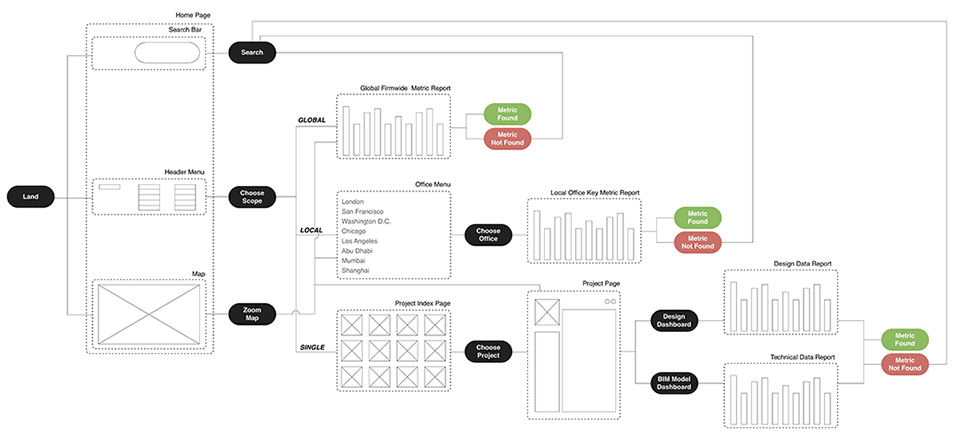 Home Page
Search Bar
Search
Global Firmwide Metric Report
GLOBAL
Metric
Found
Metric
Not Found
Header Menu
Land
Choose
Scope
Office Menu
London
San Francisco
Washington D.C.
Chicago
Los Angeles
Abu Dhabi
Mumbai
Shanghai
LOCAL
Choose
Office
Local Office Key Metric Report
Metric
Found
Metric
Not Found
Map
Zoom
Map
Project Index Page
SINGLE
Choose
Project
Project Page
Design
Dashboard
BIM Model
Dashboard
Design Data Report
Technical Data Report
Metric
Found
Metric
Not Found